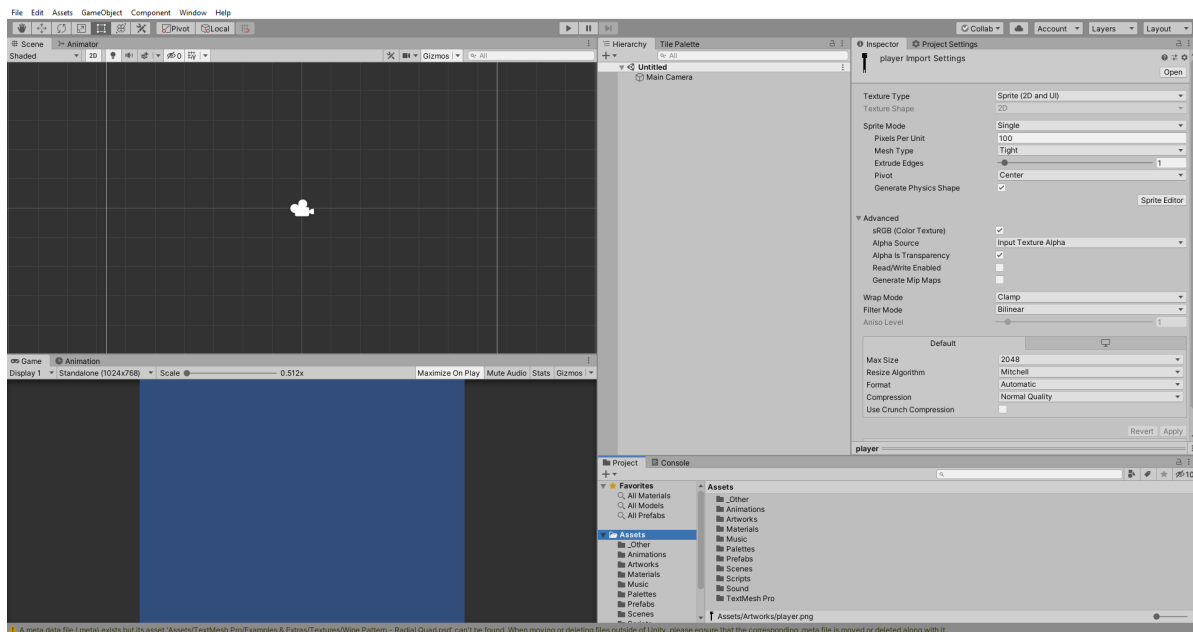 File Edit Assets GameObject Component Window Help
Pivot Local
Collab Account Layers Layout
Scene Animator
Shaded 2D 0 Gizmos All
Game Animation
Display 1 Standalone (1024x768) Scale 0.512x Maximize On Play Mute Audio Stats Gizmos
Hierarchy Tile Palette
All
Untitled
Main Camera
Inspector Project Settings
player Import Settings
Open
Texture Type Sprite (2D and UI)
Texture Shape 2D
Sprite Mode Single
Pixels Per Unit 100
Mesh Type Tight
Extrude Edges 1
Pivot Center
Generate Physics Shape
Sprite Editor
Advanced
sRGB (Color Texture)
Alpha Source Input Texture Alpha
Alpha Is Transparency
Read/Write Enabled
Generate Mip Maps
Wrap Mode Clamp
Filter Mode Bilinear
Aniso Level 1
Default
Max Size 2048
Resize Algorithm Mitchell
Format Automatic
Compression Normal Quality
Use Crunch Compression
Revert Apply
player
Project Console
10
Favorites
All Materials
All Models
All Prefabs
Assets
_Other
Animations
Artworks
Materials
Music
Palettes
Prefabs
Scenes
Assets
_Other
Animations
Artworks
Materials
Music
Palettes
Prefabs
Scenes
Scripts
Sound
TextMesh Pro
Assets/Artworks/player.png
A meta data file (.meta) exists but its asset 'Assets/TextMesh Pro/Examples & Extras/Textures/Wipe Pattern - Radial Quad.psd' can't be found. When moving or deleting files outside of Unity, please ensure that the corresponding .meta file is moved or deleted along with it.